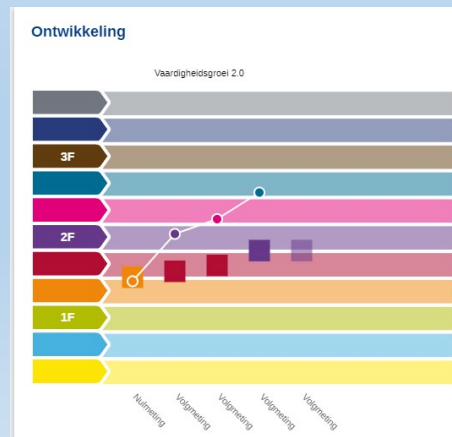 Ontwikkeling
Vaardigheidsgroei 2.0
3F
2F
1F
Nulmeting
Volgmeting
Volgmeting
Volgmeting
Volgmeting